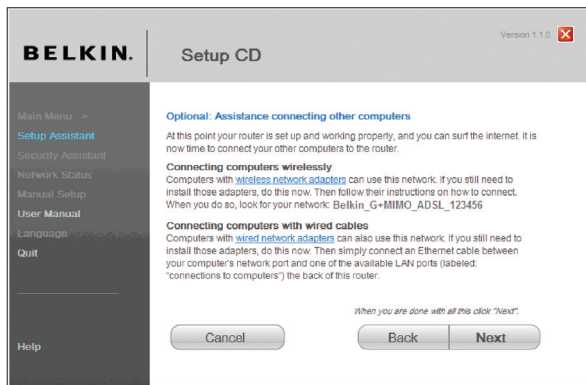 BELKIN.
Setup CD
Version 1.1.0
Main Menu »
Setup Assistant
Security Assistant
Network Status
Manual Setup
User Manual
Language
Quit
Help
Optional: Assistance connecting other computers
At this point your router is set up and working properly, and you can surf the internet. It is
now time to connect your other computers to the router.
Connecting computers wirelessly
Computers with wireless network adapters can use this network. If you still need to
install those adapters, do this now. Then follow their instructions on how to connect.
When you do so, look for your network: Belkin_G+MIMO_ADSL_123456
Connecting computers with wired cables
Computers with wired network adapters can also use this network. If you still need to
install those adapters, do this now. Then simply connect an Ethernet cable between
your computer's network port and one of the available LAN ports (labeled:
"connections to computers") the back of this router.
When you are done with all this click "Next".
Cancel
Back
Next